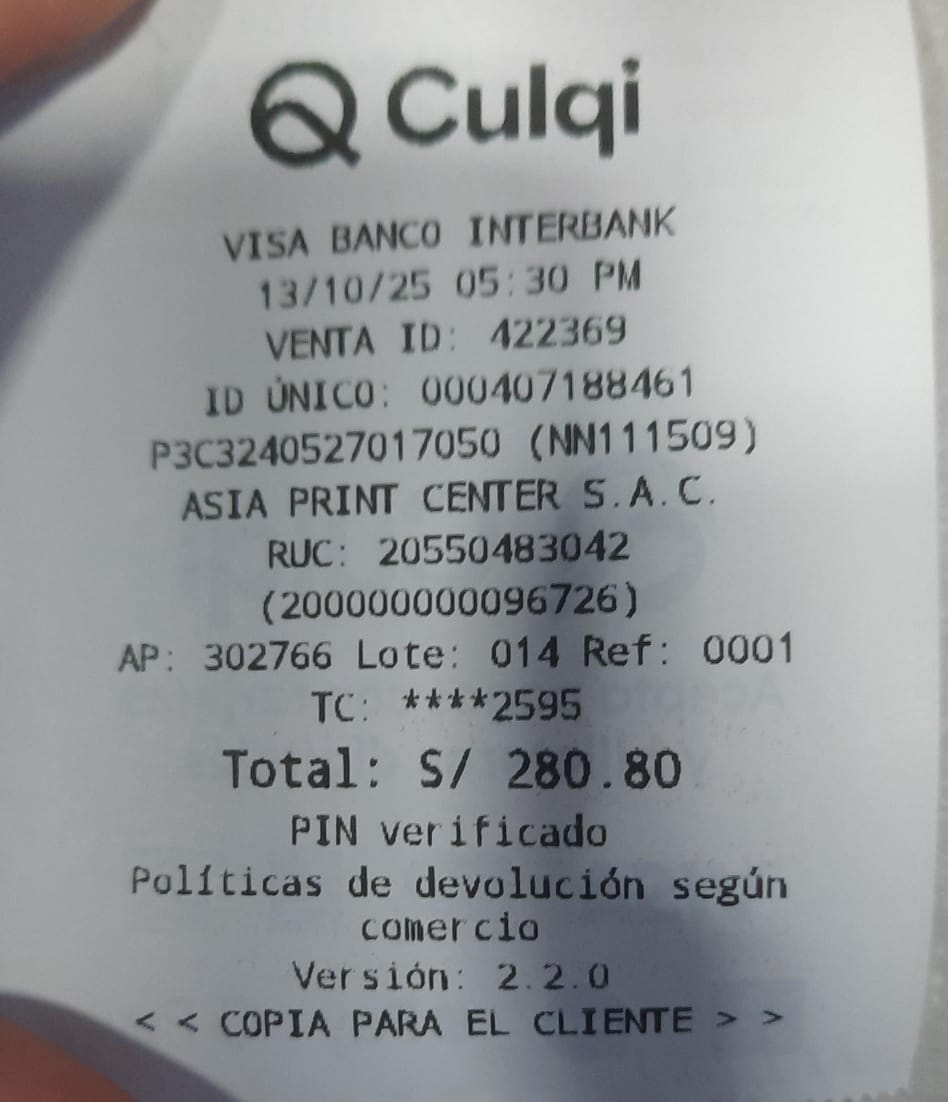 Culqi
VISA BANCO INTERBANK
13/10/25 05:30 PM
VENTA ID: 422369
ID ÚNICO: 000407188461
P3C3240527017050 (NN111509)
ASIA PRINT CENTER S.A.C.
RUC: 20550483042
(200000000096726)
AP: 302766 Lote: 014 Ref: 0001
TC: ****2595
Total: S/ 280.80
PIN verificado
Políticas de devolución según
comercio
Versión: 2.2.0
< < COPIA PARA EL CLIENTE > >